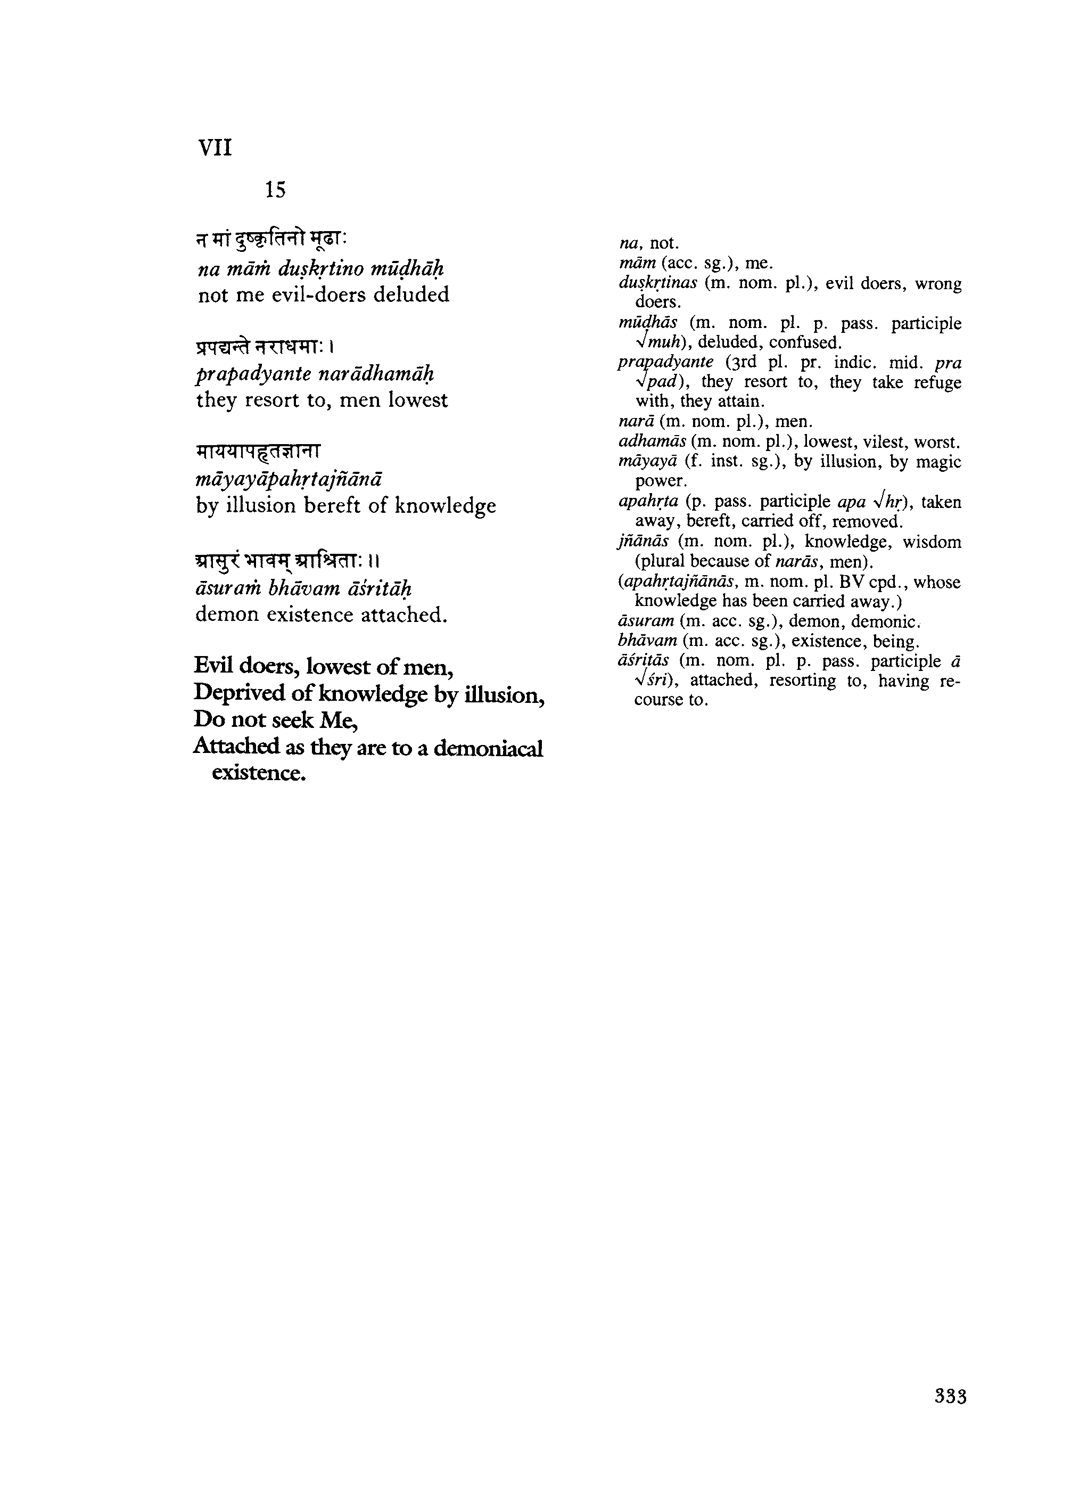 VII
15
न मां दुष्कृतिनो मूढाः
na māṁ duṣkṛtino mūḍhāḥ
not me evil-doers deluded
प्रपद्यन्ते नराधमाः ।
prapadyante narādhamāḥ
they resort to, men lowest
माययापहृतज्ञाना
māyayāpahṛtajñānā
by illusion bereft of knowledge
आसुरं भावम् आश्रिताः ॥
āsuraṁ bhāvam āśritāḥ
demon existence attached.
Evil doers, lowest of men,
Deprived of knowledge by illusion,
Do not seek Me,
Attached as they are to a demoniacal
existence.
na, not.
mām (acc. sg.), me.
duṣkṛtinas (m. nom. pl.), evil doers, wrong
doers.
mūḍhās (m. nom. pl. p. pass. participle
√muh), deluded, confused.
prapadyante (3rd pl. pr. indic. mid. pra
√pad), they resort to, they take refuge
with, they attain.
narā (m. nom. pl.), men.
adhamās (m. nom. pl.), lowest, vilest, worst.
māyayā (f. inst. sg.), by illusion, by magic
power.
apahṛta (p. pass. participle apa √hṛ), taken
away, bereft, carried off, removed.
jñānās (m. nom. pl.), knowledge, wisdom
(plural because of narās, men).
(apahṛtajñānās, m. nom. pl. BV cpd., whose
knowledge has been carried away.)
āsuram (m. acc. sg.), demon, demonic.
bhāvam (m. acc. sg.), existence, being.
āśritās (m. nom. pl. p. pass. participle ā
√śri), attached, resorting to, having re-
course to.
333